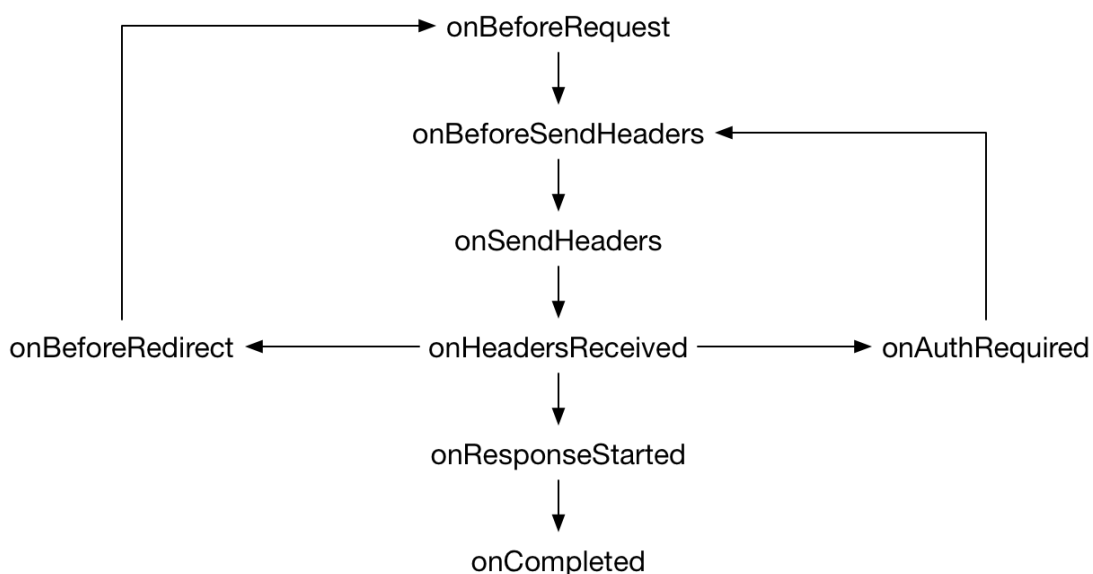 onBeforeRequest
onBeforeSendHeaders
onSendHeaders
onBeforeRedirect
onHeadersReceived
onAuthRequired
onResponseStarted
onCompleted